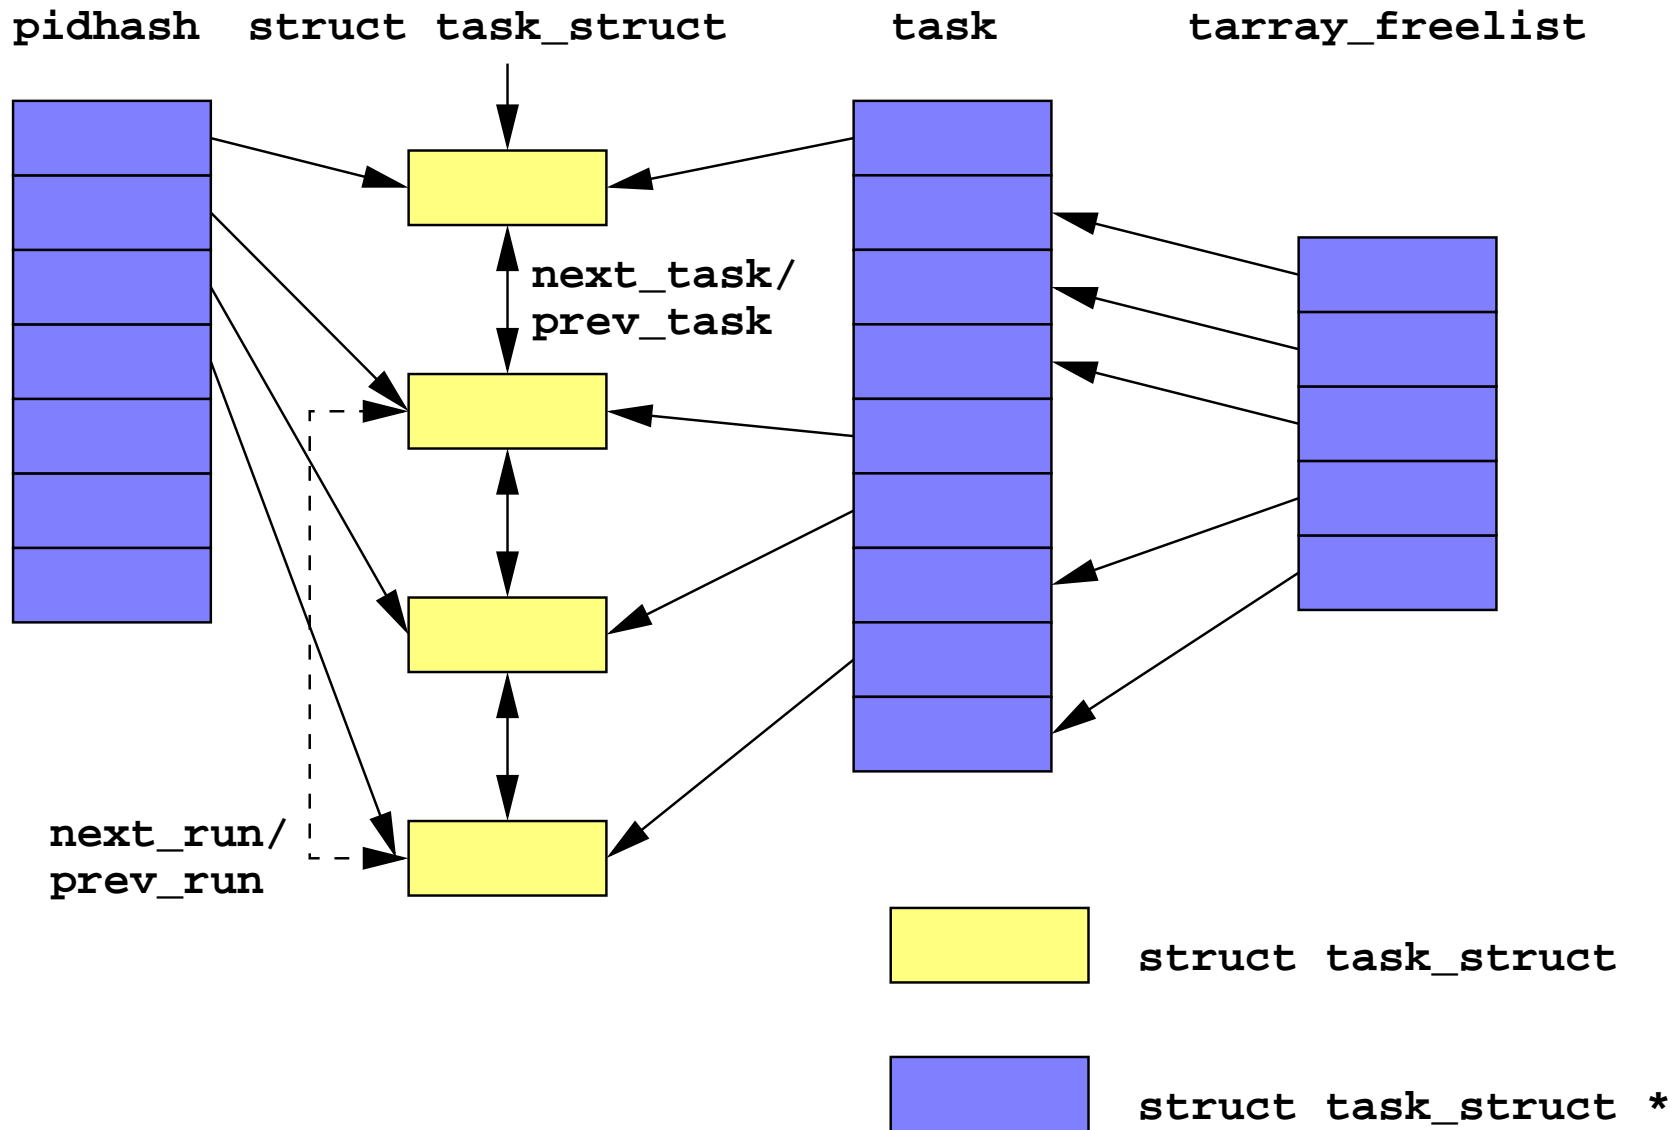 pidhash struct task_struct task tarray_freelist
next_task/
prev_task
next_run/
prev_run
struct task_struct
struct task_struct *